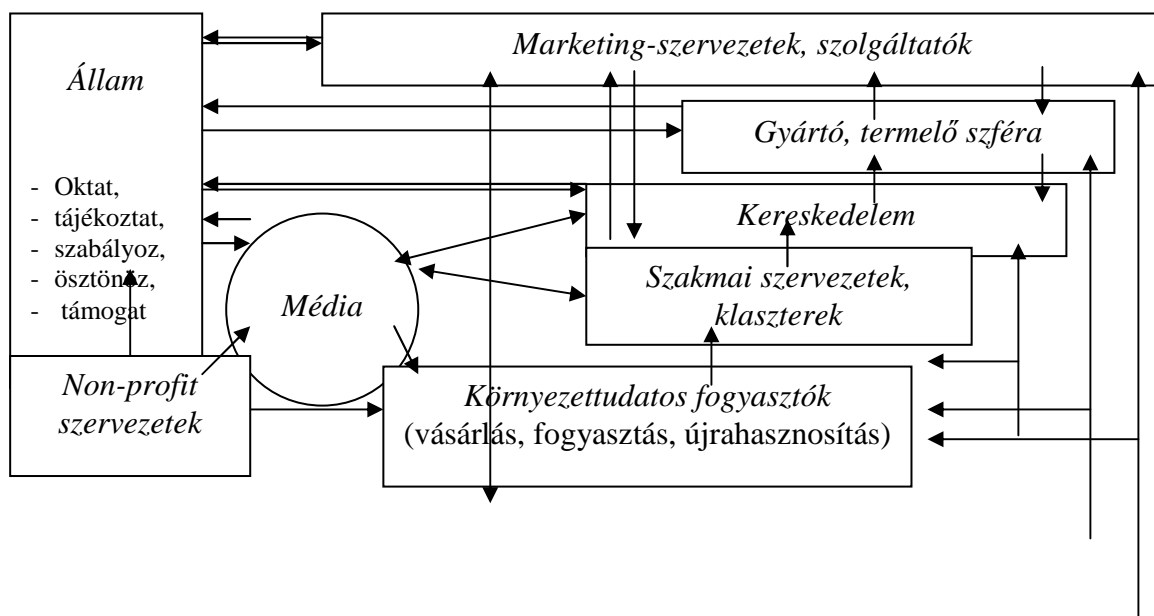 Marketing-szervezetek, szolgáltatók
Állam
Gyártó, termelő szféra
- Oktat,
- tájékoztat,
- szabályoz,
- ösztönöz,
- támogat
Kereskedelem
Szakmai szervezetek,
klaszterek
Média
Non-profit
szervezetek
Környezettudatos fogyasztók
(vásárlás, fogyasztás, újrahasznosítás)